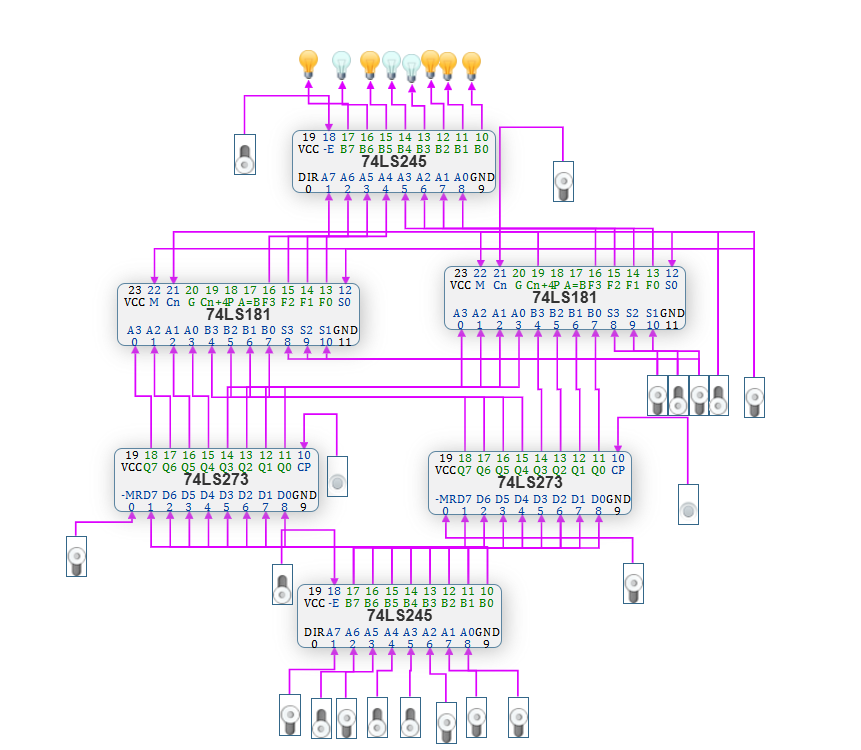 19 18 17 16 15 14 13 12 11 10
VCC -E B7 B6 B5 B4 B3 B2 B1 B0
74LS245
DIR A7 A6 A5 A4 A3 A2 A1 A0 GND
0 1 2 3 4 5 6 7 8 9
23 22 21 20 19 18 17 16 15 14 13 12
VCC M Cn G Cn+4 P A=B F3 F2 F1 F0 S0
74LS181
A3 A2 A1 A0 B3 B2 B1 B0 S3 S2 S1 GND
0 1 2 3 4 5 6 7 8 9 10 11
23 22 21 20 19 18 17 16 15 14 13 12
VCC M Cn G Cn+4 P A=B F3 F2 F1 F0 S0
74LS181
A3 A2 A1 A0 B3 B2 B1 B0 S3 S2 S1 GND
0 1 2 3 4 5 6 7 8 9 10 11
19 18 17 16 15 14 13 12 11 10
VCC Q7 Q6 Q5 Q4 Q3 Q2 Q1 Q0 CP
74LS273
-MR D7 D6 D5 D4 D3 D2 D1 D0 GND
0 1 2 3 4 5 6 7 8 9
19 18 17 16 15 14 13 12 11 10
VCC Q7 Q6 Q5 Q4 Q3 Q2 Q1 Q0 CP
74LS273
-MR D7 D6 D5 D4 D3 D2 D1 D0 GND
0 1 2 3 4 5 6 7 8 9
19 18 17 16 15 14 13 12 11 10
VCC -E B7 B6 B5 B4 B3 B2 B1 B0
74LS245
DIR A7 A6 A5 A4 A3 A2 A1 A0 GND
0 1 2 3 4 5 6 7 8 9